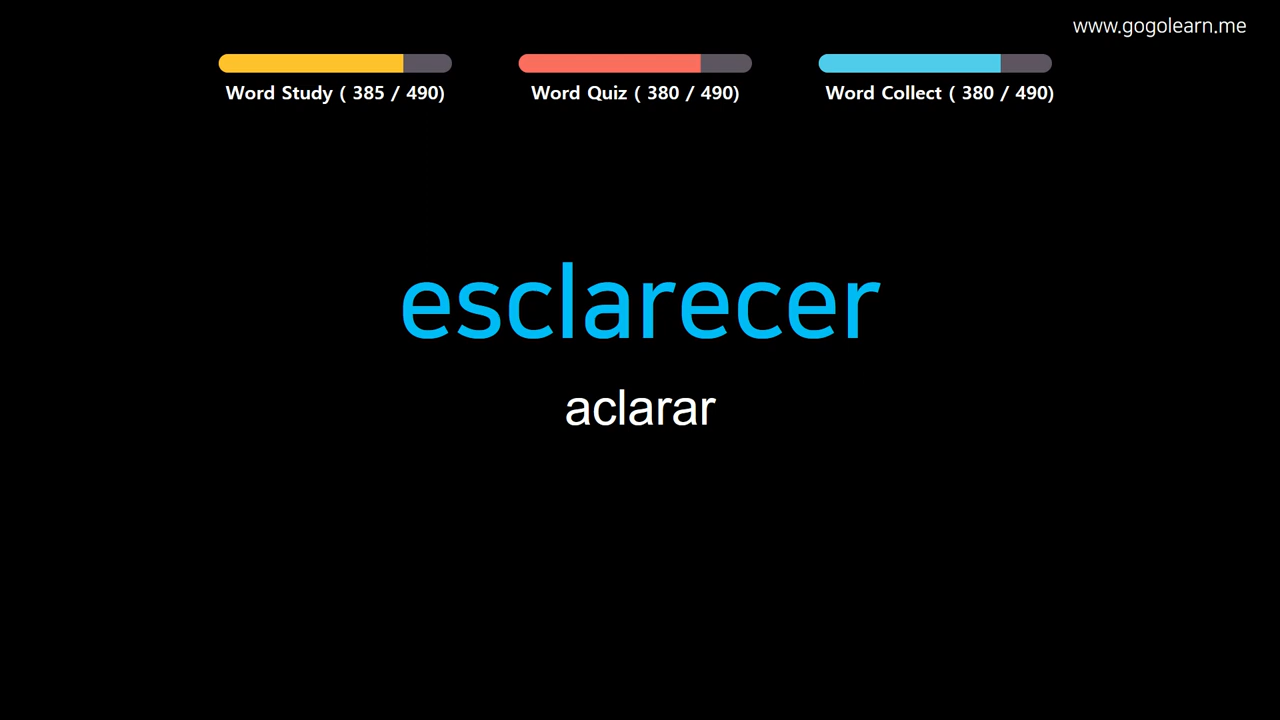 www.gogolearn.me
Word Study ( 385 / 490)
Word Quiz ( 380 / 490)
Word Collect ( 380 / 490)
esclarecer
aclarar